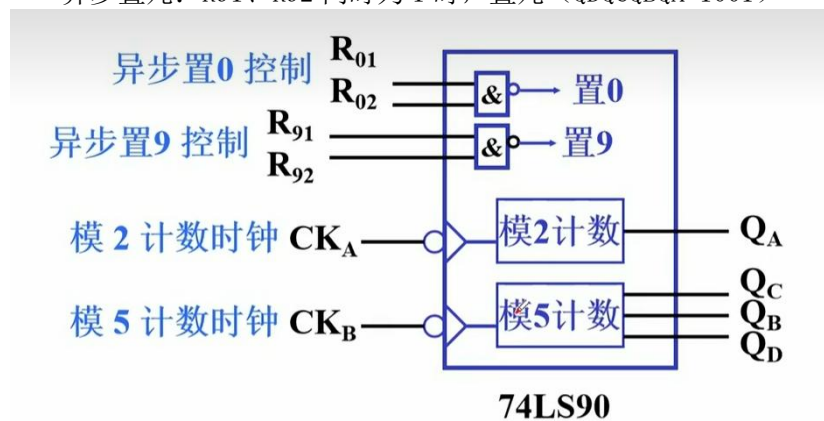 R01
异步置0 控制
R02
& 置0
R91
异步置9 控制
R92
& 置9
模 2 计数时钟 CKA 模2计数 QA
QC
模 5 计数时钟 CKB 模5计数 QB
QD
74LS90